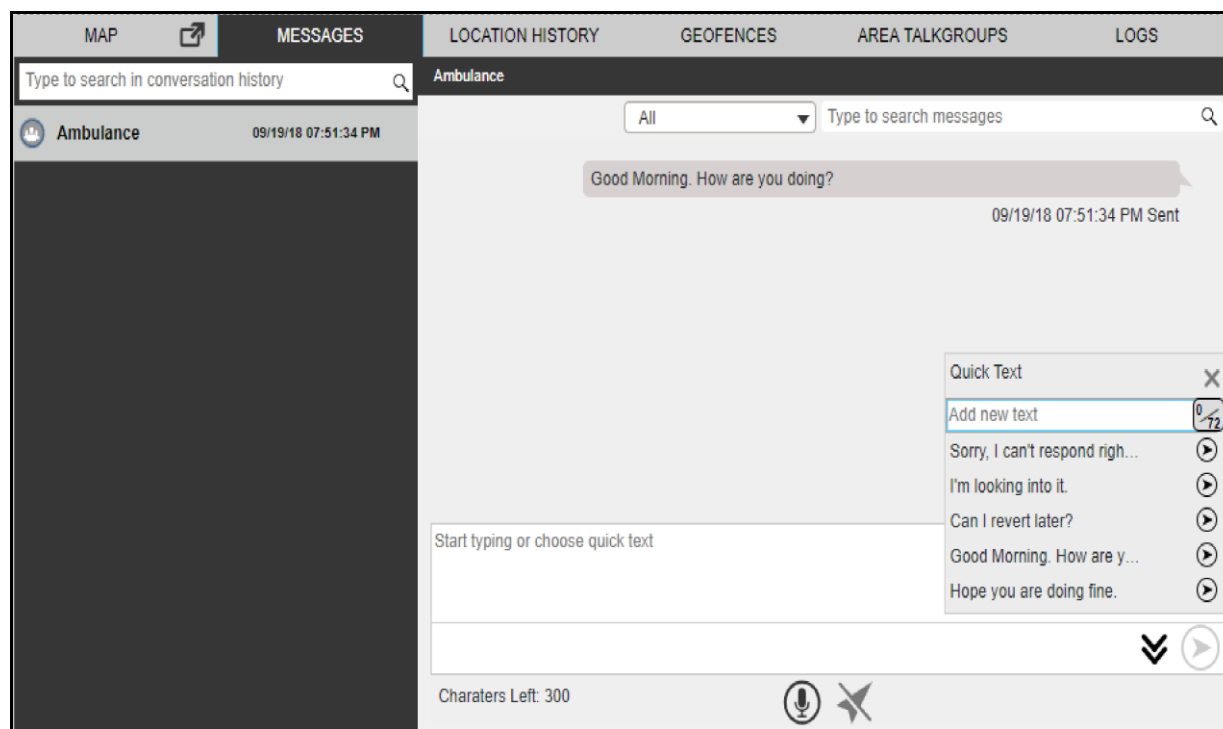 MAP
MESSAGES
LOCATION HISTORY
GEOFENCES
AREA TALKGROUPS
LOGS
Type to search in conversation history
Ambulance
09/19/18 07:51:34 PM
Ambulance
All
Type to search messages
Good Morning. How are you doing?
09/19/18 07:51:34 PM Sent
Quick Text
Add new text
0/72
Sorry, I can't respond righ...
I'm looking into it.
Can I revert later?
Good Morning. How are y...
Hope you are doing fine.
Start typing or choose quick text
Charaters Left: 300